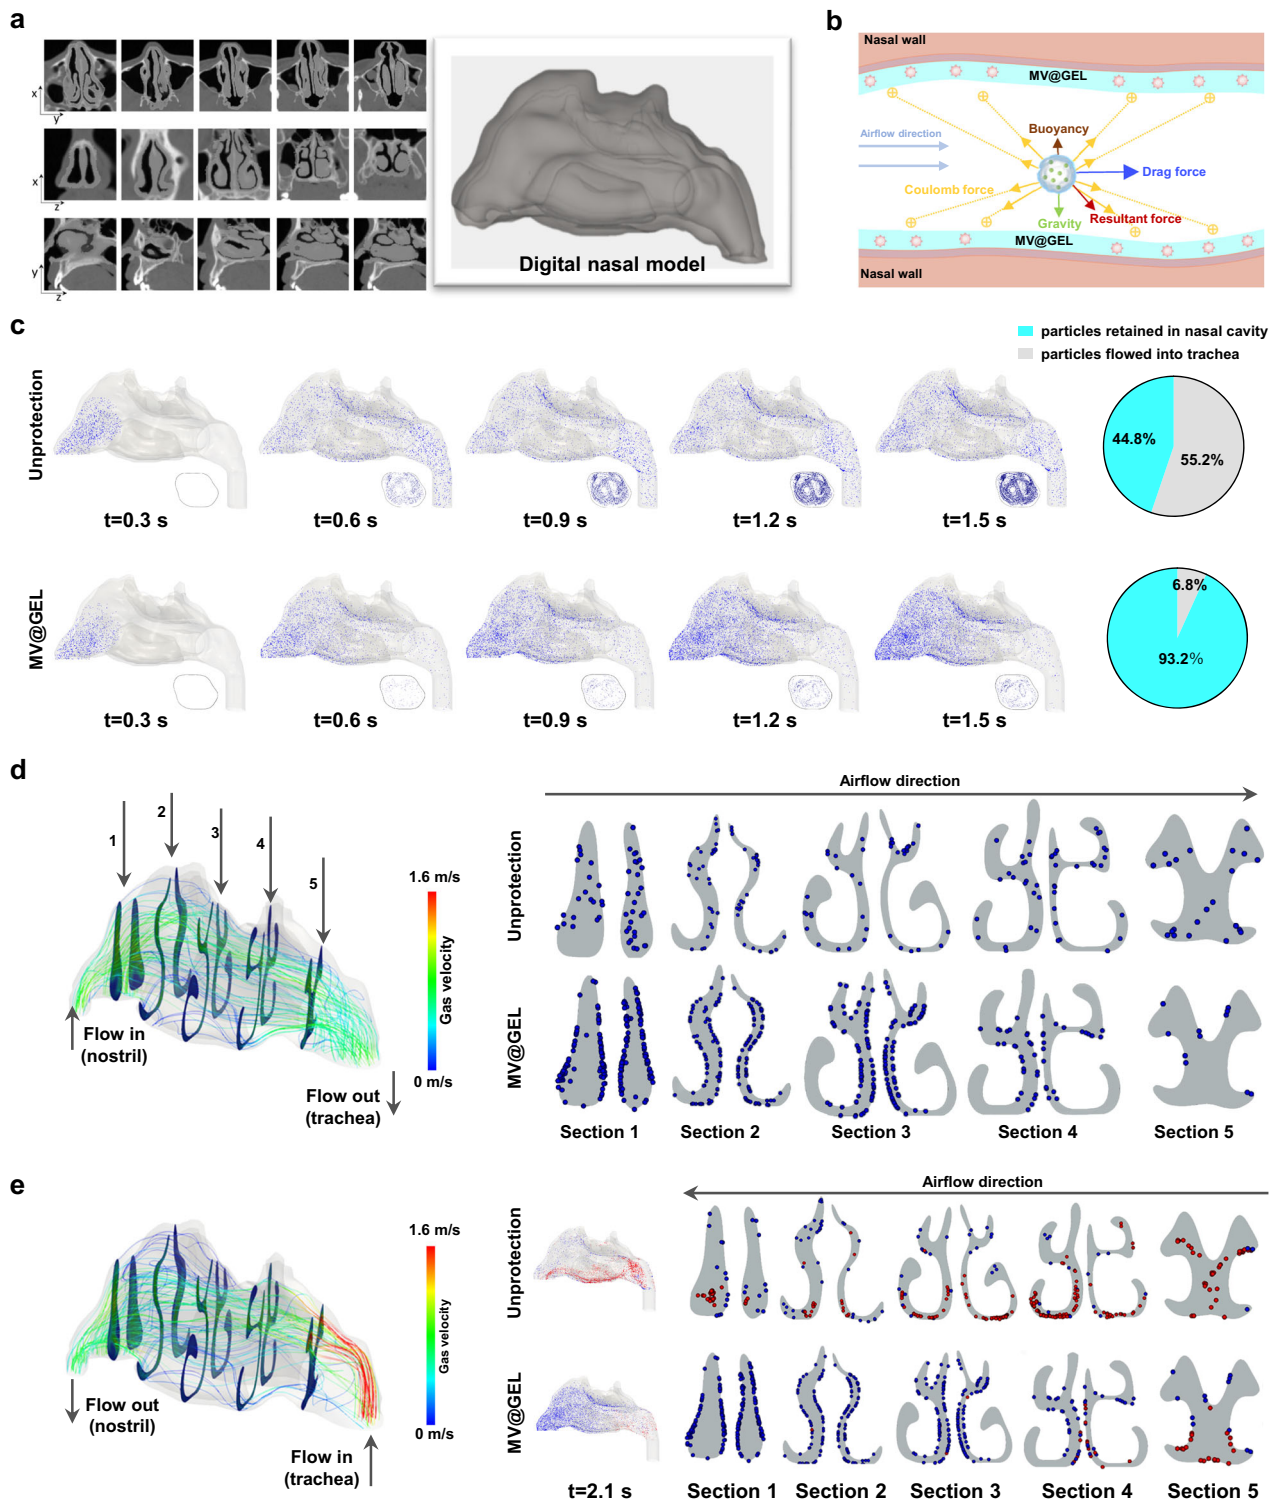 a
x
y
x
z
y
z
Digital nasal model
b
Nasal wall
MV@GEL
Buoyancy
Airflow direction
Drag force
Coulomb force
Resultant force
Gravity
MV@GEL
Nasal wall
c
particles retained in nasal cavity
particles flowed into trachea
Unprotection
44.8%
55.2%
t=0.3 s
t=0.6 s
t=0.9 s
t=1.2 s
t=1.5 s
MV@GEL
6.8%
93.2%
t=0.3 s
t=0.6 s
t=0.9 s
t=1.2 s
t=1.5 s
d
1
2
3
4
5
1.6 m/s
Gas velocity
0 m/s
Flow in
(nostril)
Flow out
(trachea)
Airflow direction
Unprotection
MV@GEL
Section 1
Section 2
Section 3
Section 4
Section 5
e
1.6 m/s
Gas velocity
0 m/s
Flow out
(nostril)
Flow in
(trachea)
Airflow direction
Unprotection
MV@GEL
t=2.1 s
Section 1
Section 2
Section 3
Section 4
Section 5